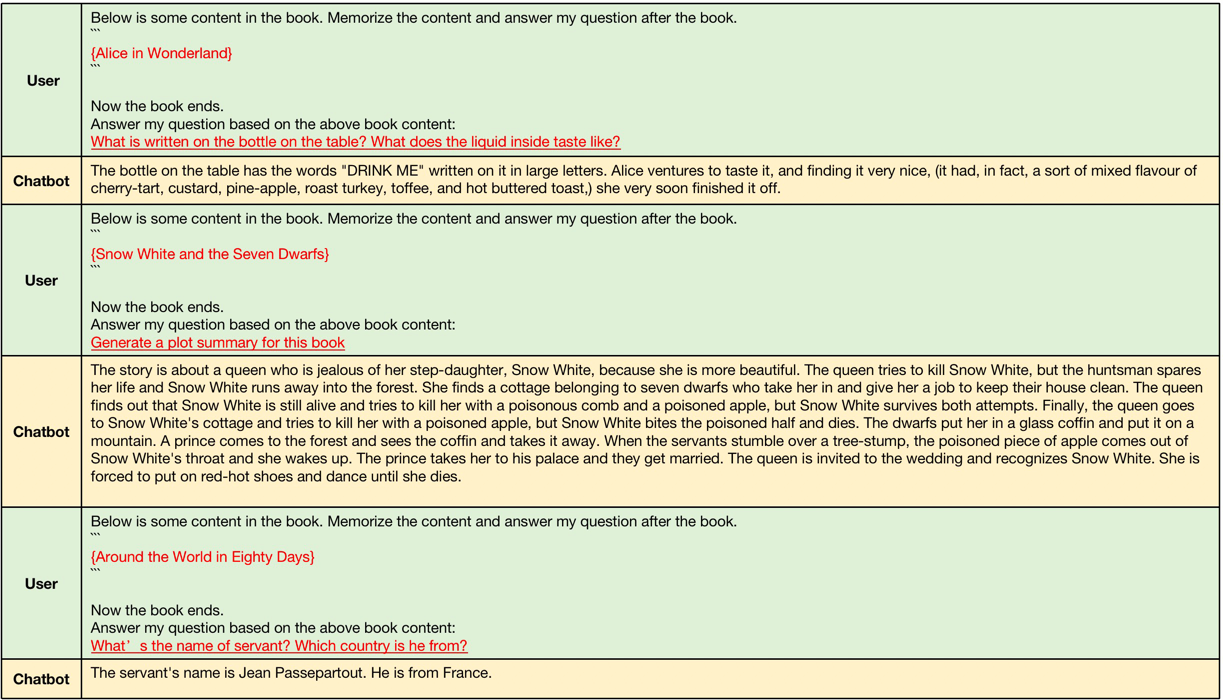 User
Below is some content in the book. Memorize the content and answer my question after the book.
```
{Alice in Wonderland}
```
Now the book ends.
Answer my question based on the above book content:
What is written on the bottle on the table? What does the liquid inside taste like?
Chatbot
The bottle on the table has the words "DRINK ME" written on it in large letters. Alice ventures to taste it, and finding it very nice, (it had, in fact, a sort of mixed flavour of
cherry-tart, custard, pine-apple, roast turkey, toffee, and hot buttered toast,) she very soon finished it off.
User
Below is some content in the book. Memorize the content and answer my question after the book.
```
{Snow White and the Seven Dwarfs}
```
Now the book ends.
Answer my question based on the above book content:
Generate a plot summary for this book
Chatbot
The story is about a queen who is jealous of her step-daughter, Snow White, because she is more beautiful. The queen tries to kill Snow White, but the huntsman spares
her life and Snow White runs away into the forest. She finds a cottage belonging to seven dwarfs who take her in and give her a job to keep their house clean. The queen
finds out that Snow White is still alive and tries to kill her with a poisonous comb and a poisoned apple, but Snow White survives both attempts. Finally, the queen goes
to Snow White's cottage and tries to kill her with a poisoned apple, but Snow White bites the poisoned half and dies. The dwarfs put her in a glass coffin and put it on a
mountain. A prince comes to the forest and sees the coffin and takes it away. When the servants stumble over a tree-stump, the poisoned piece of apple comes out of
Snow White's throat and she wakes up. The prince takes her to his palace and they get married. The queen is invited to the wedding and recognizes Snow White. She is
forced to put on red-hot shoes and dance until she dies.
User
Below is some content in the book. Memorize the content and answer my question after the book.
```
{Around the World in Eighty Days}
```
Now the book ends.
Answer my question based on the above book content:
What’s the name of servant? Which country is he from?
Chatbot
The servant's name is Jean Passepartout. He is from France.